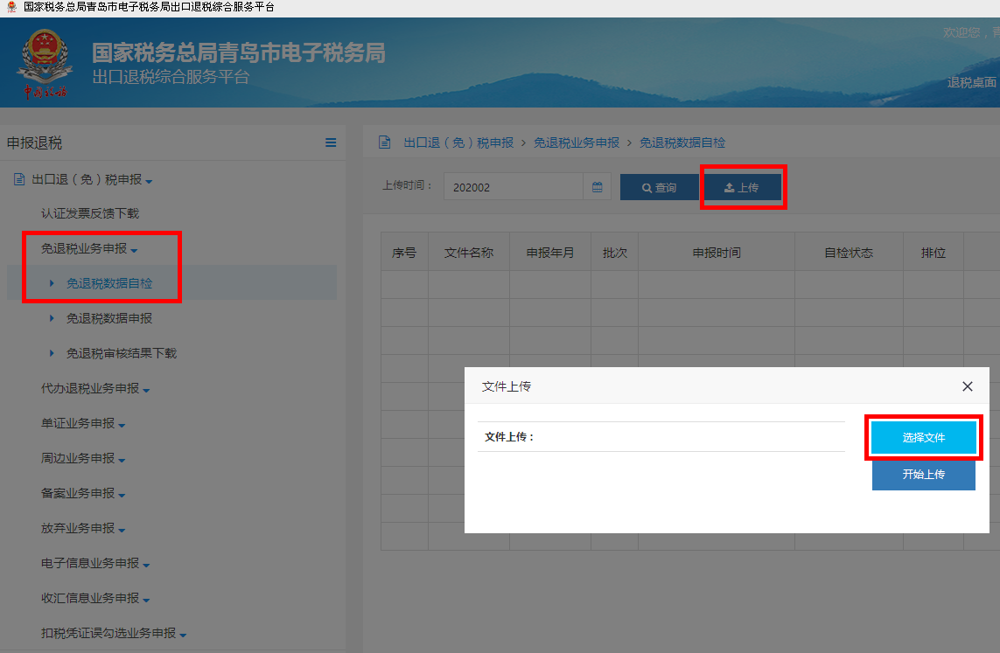 国家税务总局青岛市电子税务局出口退税综合服务平台
国家税务总局青岛市电子税务局
出口退税综合服务平台
中国税务
欢迎您，青
退税桌面
申报退税
出口退（免）税申报
认证发票反馈下载
免退税业务申报
免退税数据自检
免退税数据申报
免退税审核结果下载
代办退税业务申报
单证业务申报
周边业务申报
备案业务申报
放弃业务申报
电子信息业务申报
收汇信息业务申报
扣税凭证误勾选业务申报
出口退（免）税申报 > 免退税业务申报 > 免退税数据自检
上传时间： 202002 查询 上传
序号 文件名称 申报年月 批次 申报时间 自检状态 排位
文件上传
文件上传：
选择文件
开始上传